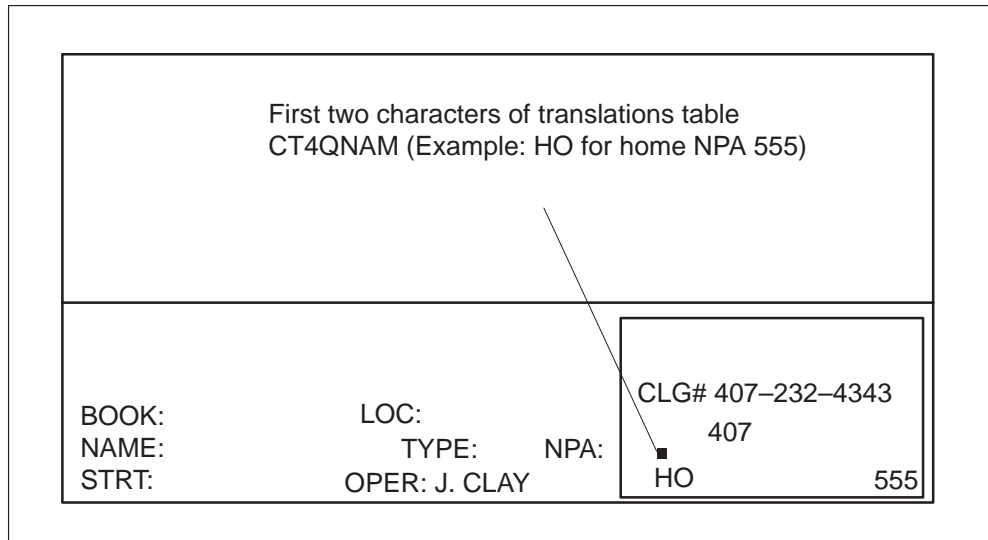 First two characters of translations table
CT4QNAM (Example: HO for home NPA 555)
CLG# 407–232–4343
BOOK: LOC: 407
NAME: TYPE: NPA:
STRT: OPER: J. CLAY HO 555